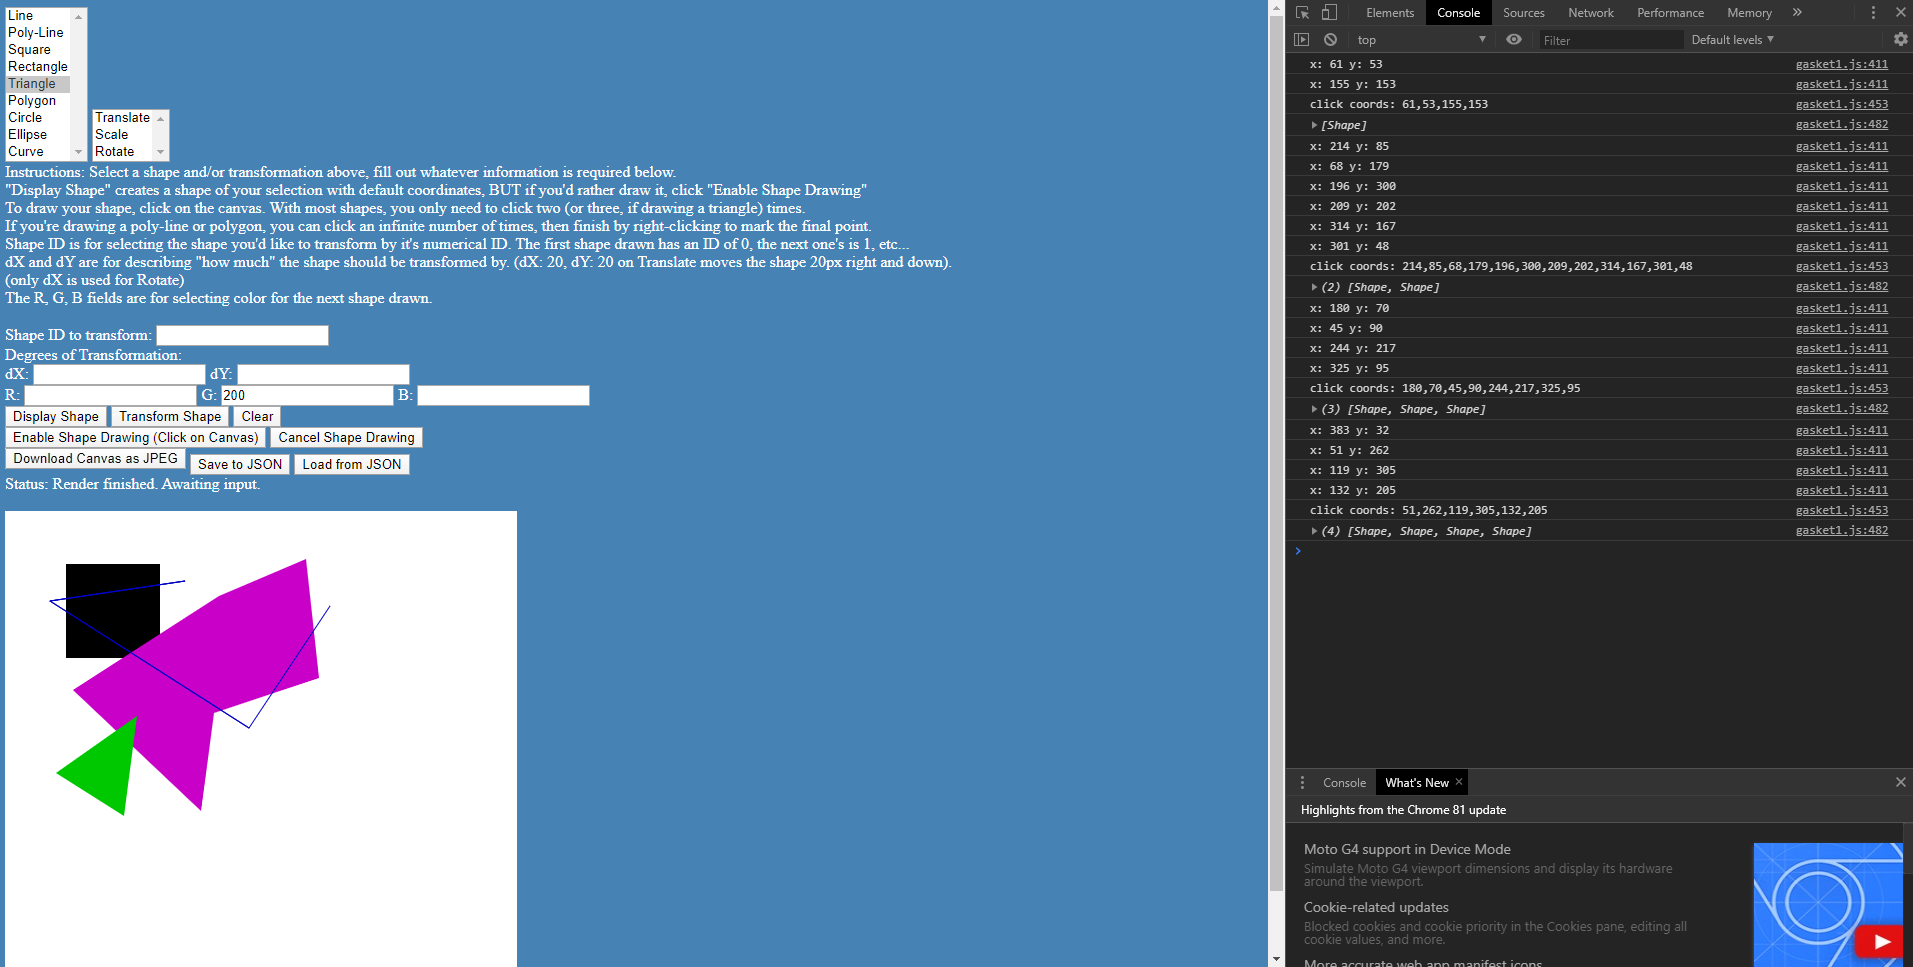 Line
Poly-Line
Square
Rectangle
Triangle
Polygon
Circle
Ellipse
Curve
Translate
Scale
Rotate
Instructions: Select a shape and/or transformation above, fill out whatever information is required below.
"Display Shape" creates a shape of your selection with default coordinates, BUT if you'd rather draw it, click "Enable Shape Drawing"
To draw your shape, click on the canvas. With most shapes, you only need to click two (or three, if drawing a triangle) times.
If you're drawing a poly-line or polygon, you can click an infinite number of times, then finish by right-clicking to mark the final point.
Shape ID is for selecting the shape you'd like to transform by it's numerical ID. The first shape drawn has an ID of 0, the next one's is 1, etc...
dX and dY are for describing "how much" the shape should be transformed by. (dX: 20, dY: 20 on Translate moves the shape 20px right and down).
(only dX is used for Rotate)
The R, G, B fields are for selecting color for the next shape drawn.
Shape ID to transform:
Degrees of Transformation:
dX: dY:
R: G: 200 B:
Display Shape Transform Shape Clear
Enable Shape Drawing (Click on Canvas) Cancel Shape Drawing
Download Canvas as JPEG Save to JSON Load from JSON
Status: Render finished. Awaiting input.
Elements Console Sources Network Performance Memory »
top Filter Default levels
x: 61 y: 53 gasket1.js:411
x: 155 y: 153 gasket1.js:411
click coords: 61,53,155,153 gasket1.js:453
[Shape] gasket1.js:482
x: 214 y: 85 gasket1.js:411
x: 68 y: 179 gasket1.js:411
x: 196 y: 300 gasket1.js:411
x: 209 y: 202 gasket1.js:411
x: 314 y: 167 gasket1.js:411
x: 301 y: 48 gasket1.js:411
click coords: 214,85,68,179,196,300,209,202,314,167,301,48 gasket1.js:453
(2) [Shape, Shape] gasket1.js:482
x: 180 y: 70 gasket1.js:411
x: 45 y: 90 gasket1.js:411
x: 244 y: 217 gasket1.js:411
x: 325 y: 95 gasket1.js:411
click coords: 180,70,45,90,244,217,325,95 gasket1.js:453
(3) [Shape, Shape, Shape] gasket1.js:482
x: 383 y: 32 gasket1.js:411
x: 51 y: 262 gasket1.js:411
x: 119 y: 305 gasket1.js:411
x: 132 y: 205 gasket1.js:411
click coords: 51,262,119,305,132,205 gasket1.js:453
(4) [Shape, Shape, Shape, Shape] gasket1.js:482
Console What's New
Highlights from the Chrome 81 update
Moto G4 support in Device Mode
Simulate Moto G4 viewport dimensions and display its hardware
around the viewport.
Cookie-related updates
Blocked cookies and cookie priority in the Cookies pane, editing all
cookie values, and more.
More accurate web app manifest icons